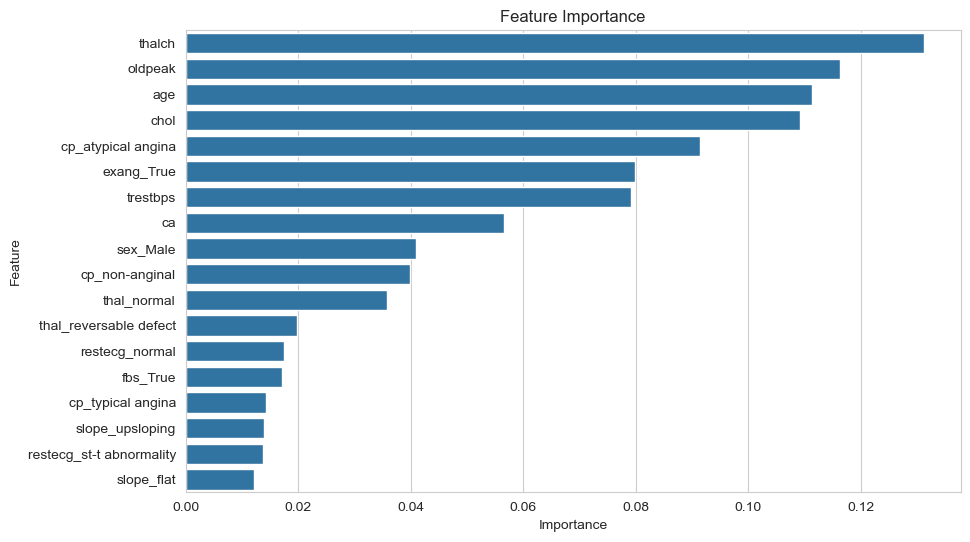 Feature Importance
thalch
oldpeak
age
chol
cp_atypical angina
exang_True
trestbps
ca
sex_Male
cp_non-anginal
thal_normal
thal_reversable defect
restecg_normal
fbs_True
cp_typical angina
slope_upsloping
restecg_st-t abnormality
slope_flat
Feature
0.00 0.02 0.04 0.06 0.08 0.10 0.12
Importance